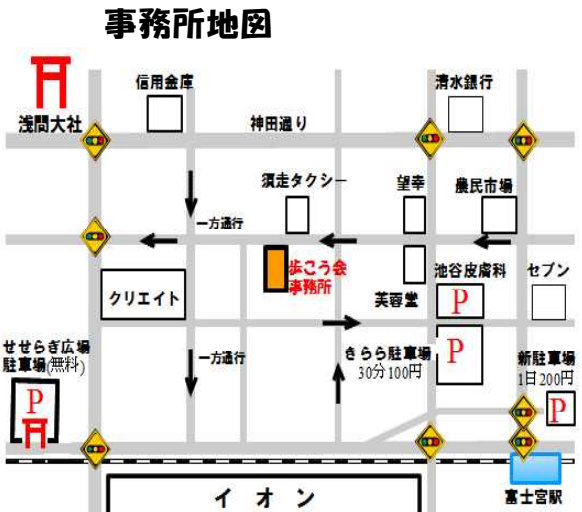 事務所地図
浅間大社
信用金庫
清水銀行
神田通り
須走タクシー
望幸
農民市場
一方通行
歩こう会
事務所
クリエイト
芙蓉堂
池谷皮膚科
P
セブン
せせらぎ広場
駐車場(無料)
P
一方通行
きらら駐車場
30分100円
P
新駐車場
1日200円
P
イオン
富士宮駅